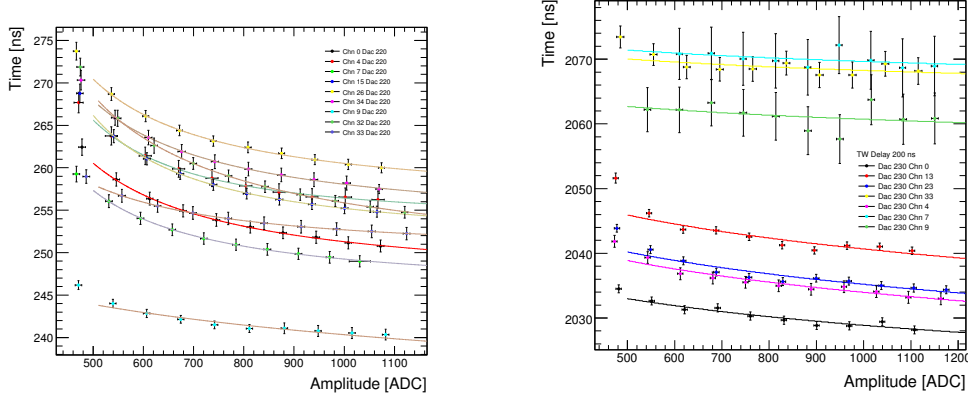 Time [ns]
275
270
265
260
255
250
245
240
500 600 700 800 900 1000 1100
Amplitude [ADC]
Chn 0 Dac 220
Chn 4 Dac 220
Chn 7 Dac 220
Chn 15 Dac 220
Chn 26 Dac 220
Chn 34 Dac 220
Chn 9 Dac 220
Chn 32 Dac 220
Chn 33 Dac 220
Time [ns]
2070
2060
2050
2040
2030
500 600 700 800 900 1000 1100 1200
Amplitude [ADC]
TW Delay 200 ns
Dac 230 Chn 0
Dac 230 Chn 13
Dac 230 Chn 23
Dac 230 Chn 33
Dac 230 Chn 4
Dac 230 Chn 7
Dac 230 Chn 9